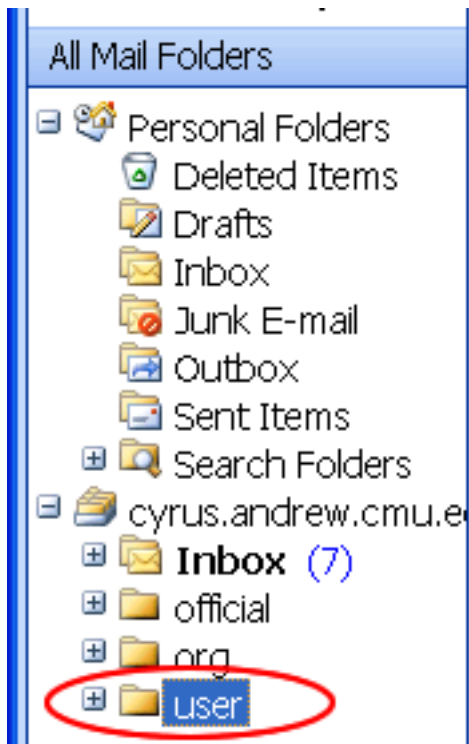 All Mail Folders
Personal Folders
Deleted Items
Drafts
Inbox
Junk E-mail
Outbox
Sent Items
Search Folders
cyrus.andrew.cmu.e
Inbox (7)
official
org
user